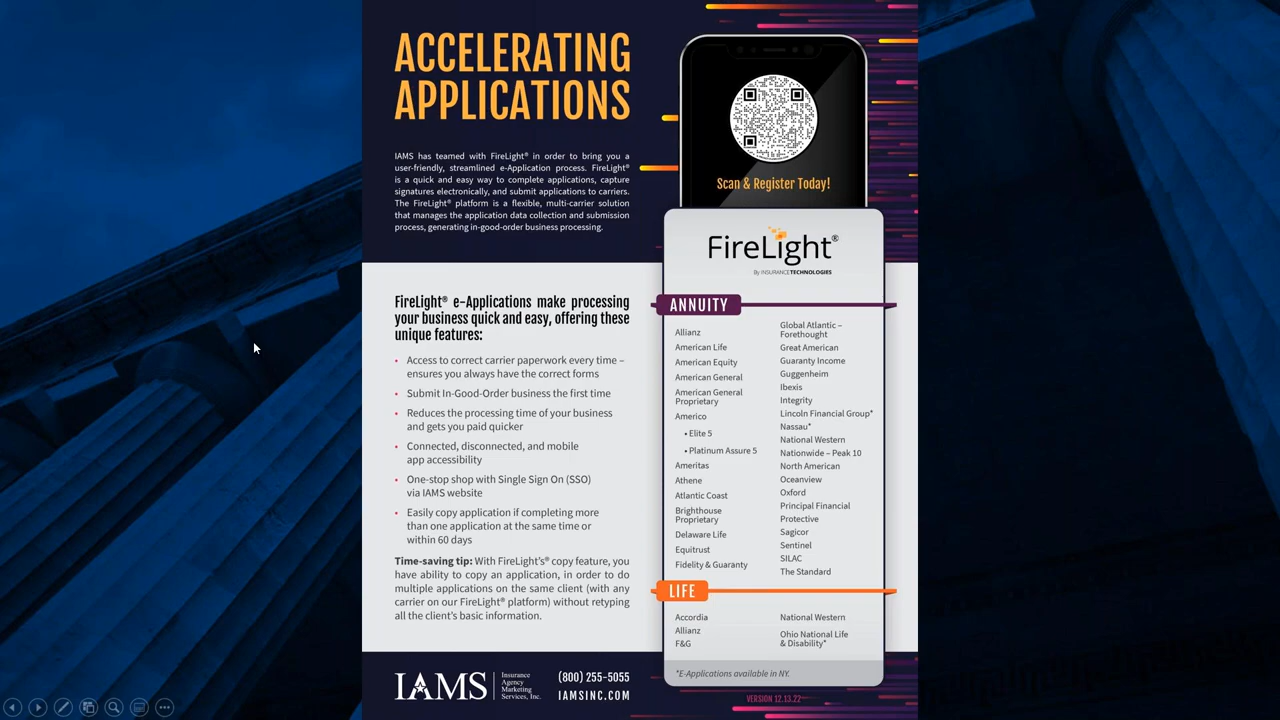 ACCELERATING
APPLICATIONS
IAMS has teamed with FireLight® in order to bring you a
user-friendly, streamlined e-Application process. FireLight®
is a quick and easy way to complete applications, capture
signatures electronically, and submit applications to carriers.
The FireLight® platform is a flexible, multi-carrier solution
that manages the application data collection and submission
process, generating in-good-order business processing.
Scan & Register Today!
FireLight®
By INSURANCETECHNOLOGIES
FireLight® e-Applications make processing
your business quick and easy, offering these
unique features:
• Access to correct carrier paperwork every time –
ensures you always have the correct forms
• Submit In-Good-Order business the first time
• Reduces the processing time of your business
and gets you paid quicker
• Connected, disconnected, and mobile
app accessibility
• One-stop shop with Single Sign On (SSO)
via IAMS website
• Easily copy application if completing more
than one application at the same time or
within 60 days
Time-saving tip: With FireLight's® copy feature, you
have ability to copy an application, in order to do
multiple applications on the same client (with any
carrier on our FireLight® platform) without retyping
all the client's basic information.
ANNUITY
Allianz
American Life
American Equity
American General
American General
Proprietary
Americo
• Elite 5
• Platinum Assure 5
Ameritas
Athene
Atlantic Coast
Brighthouse
Proprietary
Delaware Life
Equitrust
Fidelity & Guaranty
Global Atlantic –
Forethought
Great American
Guaranty Income
Guggenheim
Ibexis
Integrity
Lincoln Financial Group*
Nassau*
National Western
Nationwide – Peak 10
North American
Oceanview
Oxford
Principal Financial
Protective
Sagicor
Sentinel
SILAC
The Standard
LIFE
Accordia
Allianz
F&G
National Western
Ohio National Life
& Disability*
*E-Applications available in NY.
IAMS
Insurance
Agency
Marketing
Services, Inc.
(800) 255-5055
IAMSINC.COM
VERSION 12.13.22